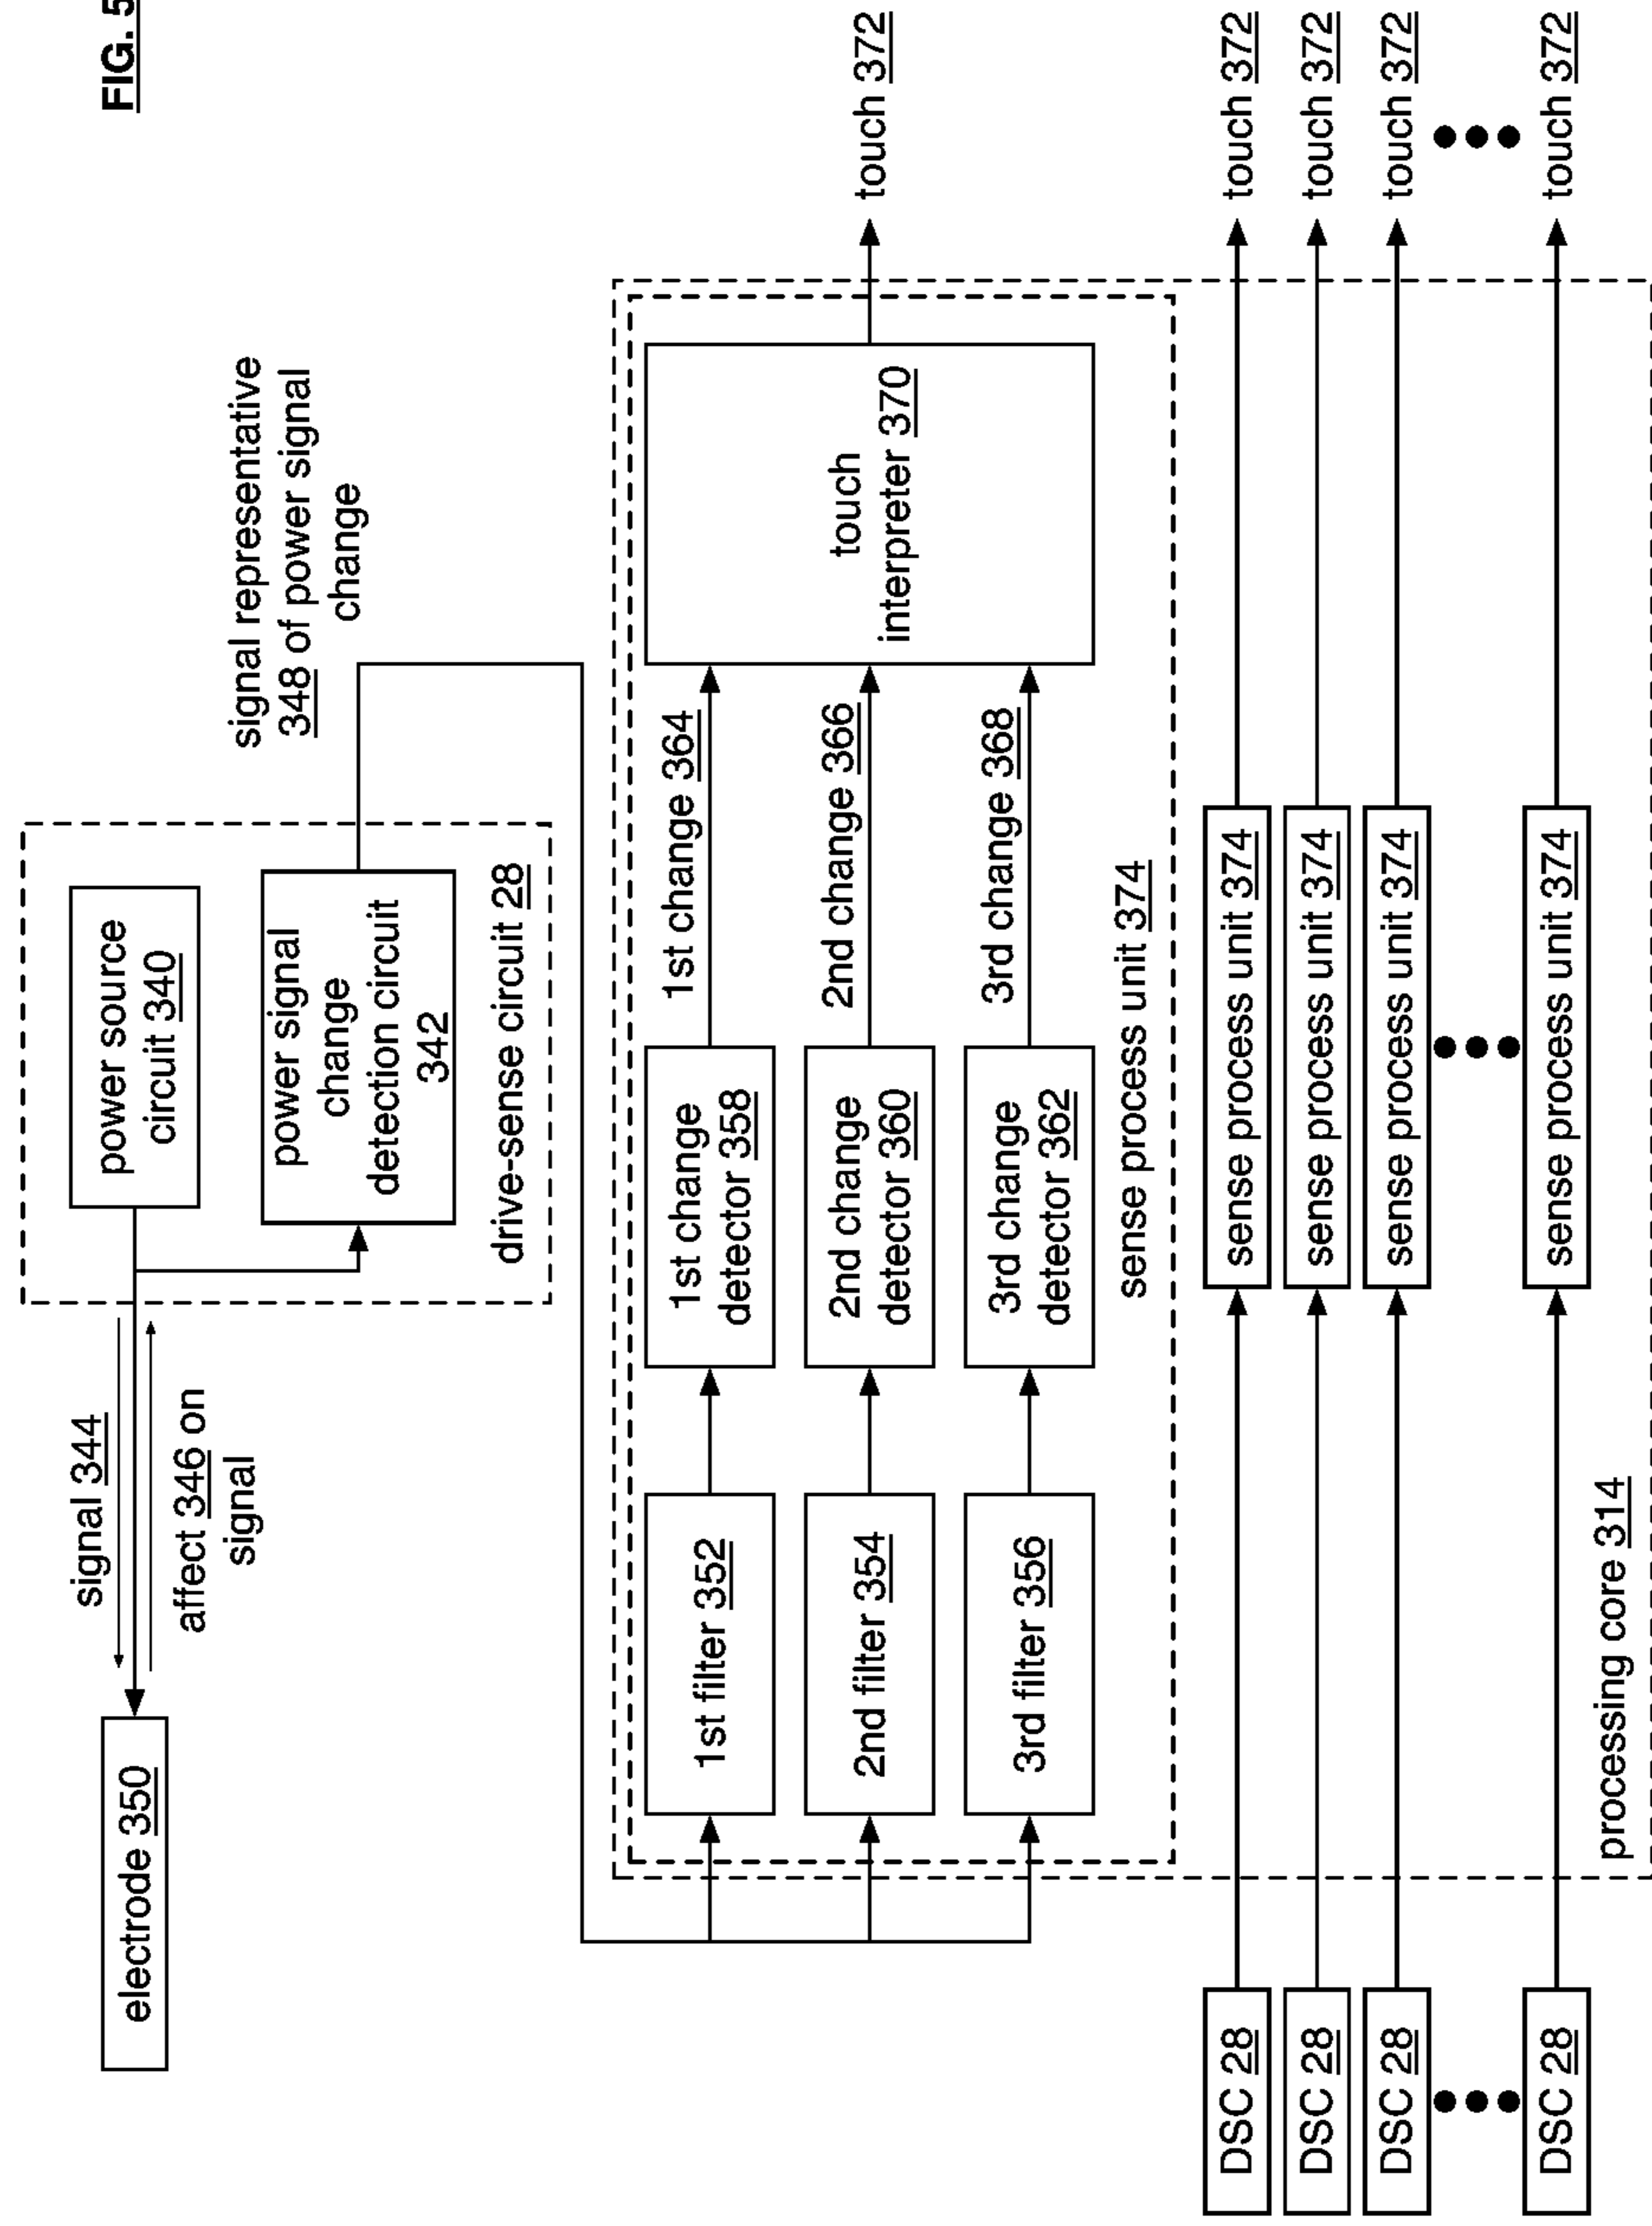 FIG. 5
signal 344
electrode 350
affect 346 on
signal
power source
circuit 340
power signal
change
detection circuit
342
drive-sense circuit 28
signal representative
348 of power signal
change
1st filter 352
1st change
detector 358
1st change 364
2nd filter 354
2nd change
detector 360
2nd change 366
3rd filter 356
3rd change
detector 362
3rd change 368
touch
interpreter 370
touch 372
sense process unit 374
DSC 28
sense process unit 374
touch 372
DSC 28
sense process unit 374
touch 372
DSC 28
sense process unit 374
touch 372
DSC 28
sense process unit 374
touch 372
processing core 314